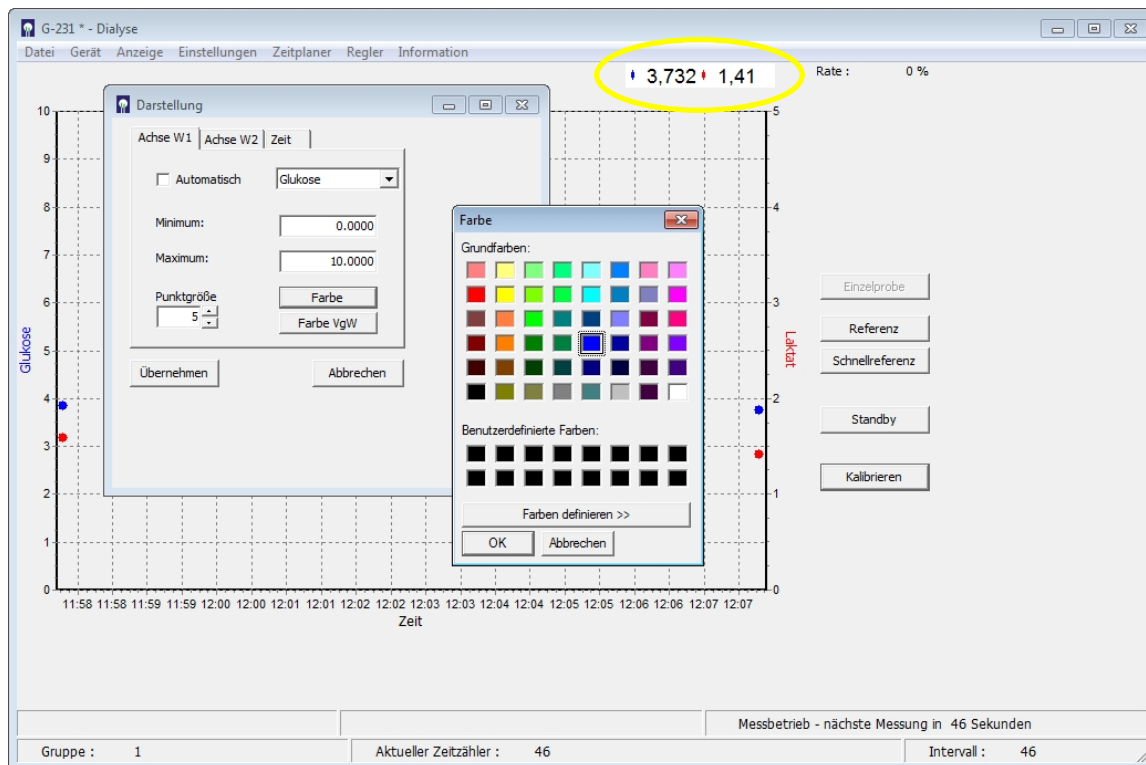 G-231 * - Dialyse
Datei Gerät Anzeige Einstellungen Zeitplaner Regler Information
3,732 1,41 Rate : 0 %
Darstellung
Achse W1 Achse W2 Zeit
Automatisch Glukose
Minimum: 0.0000
Maximum: 10.0000
Punktgröße Farbe
5 Farbe VgW
Übernehmen Abbrechen
Farbe
Grundfarben:
Benutzerdefinierte Farben:
Farben definieren >>
OK Abbrechen
10
9
8
7
6
5
4
3
2
1
0
Glukose
5
4
3
2
1
0
Laktat
11:58 11:58 11:59 11:59 12:00 12:00 12:01 12:01 12:02 12:02 12:03 12:03 12:04 12:04 12:05 12:05 12:06 12:06 12:07 12:07
Zeit
Einzelprobe
Referenz
Schnellreferenz
Standby
Kalibrieren
Messbetrieb - nächste Messung in 46 Sekunden
Gruppe : 1 Aktueller Zeitzähler : 46 Intervall : 46